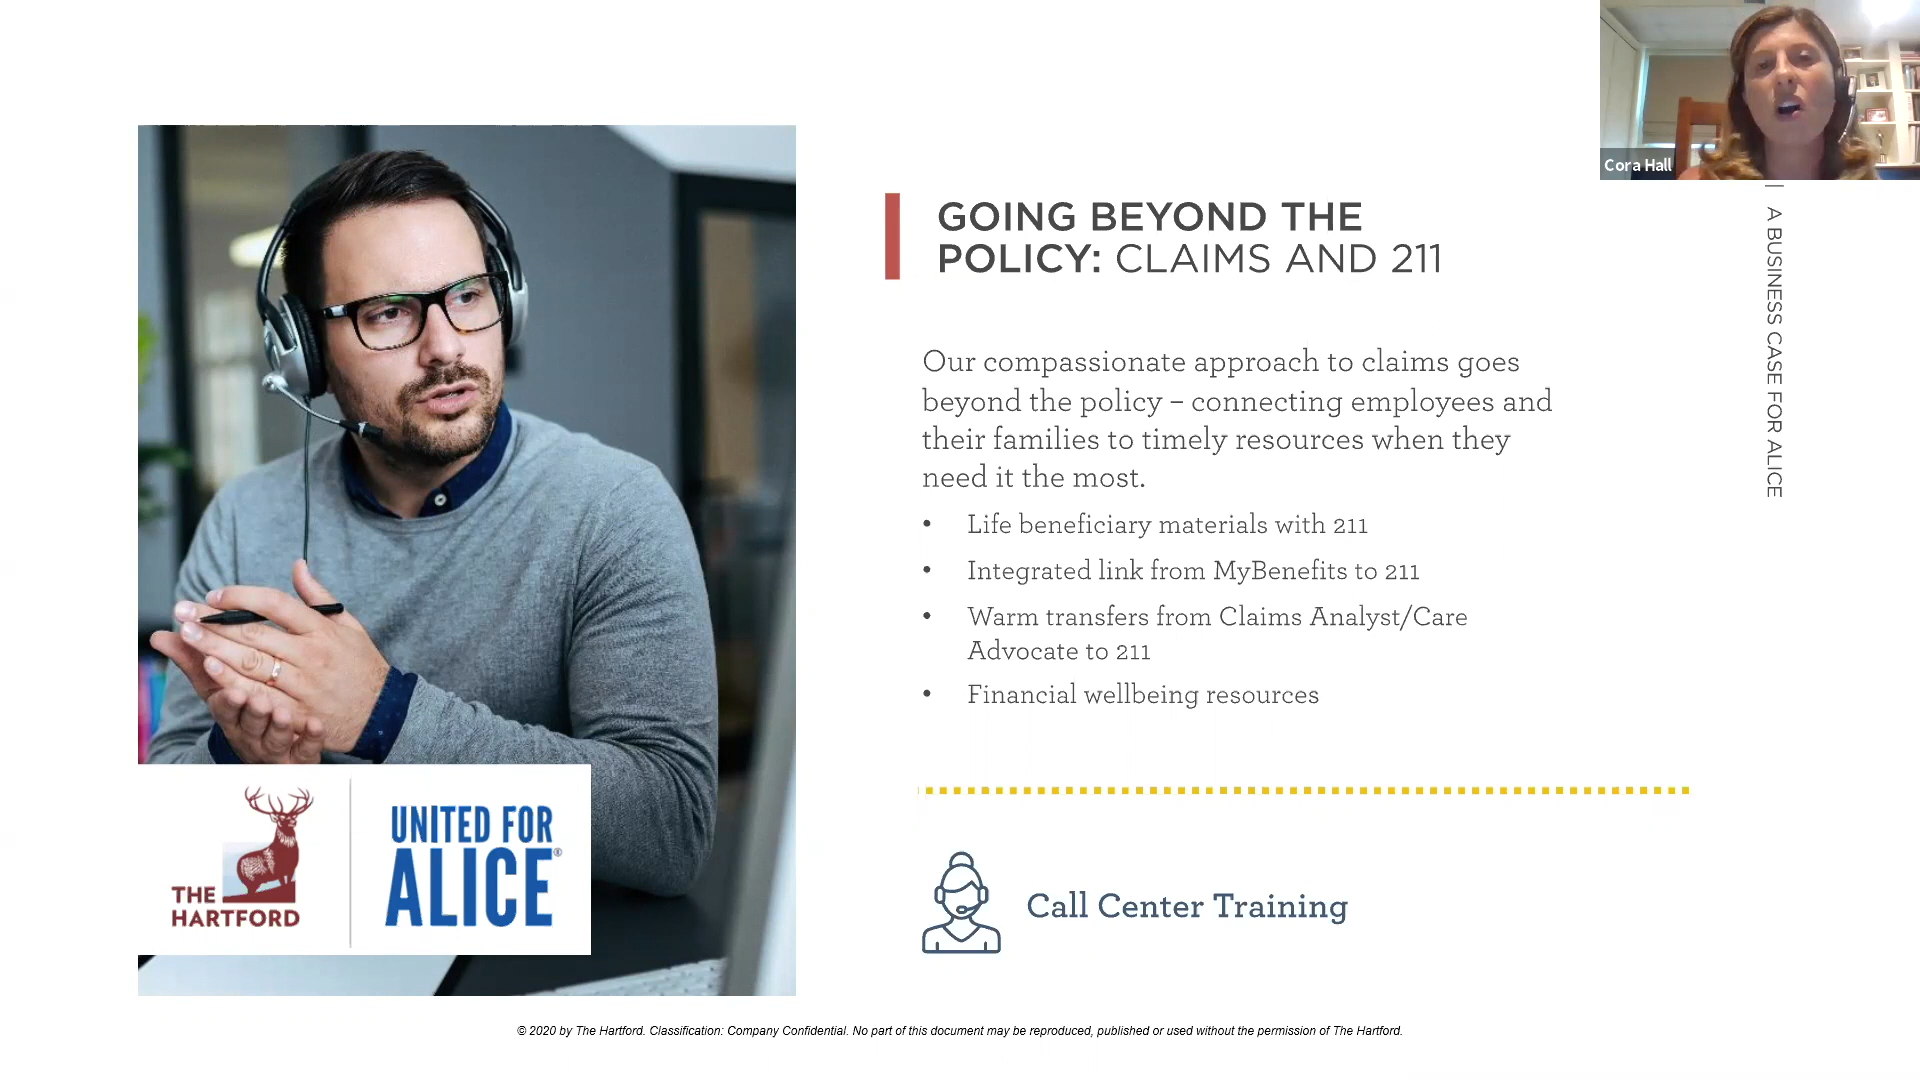 Cora Hall
GOING BEYOND THE
POLICY: CLAIMS AND 211
| A BUSINESS CASE FOR ALICE
Our compassionate approach to claims goes
beyond the policy – connecting employees and
their families to timely resources when they
need it the most.
• Life beneficiary materials with 211
• Integrated link from MyBenefits to 211
• Warm transfers from Claims Analyst/Care
Advocate to 211
• Financial wellbeing resources
THE
HARTFORD
UNITED FOR
ALICE®
Call Center Training
© 2020 by The Hartford. Classification: Company Confidential. No part of this document may be reproduced, published or used without the permission of The Hartford.